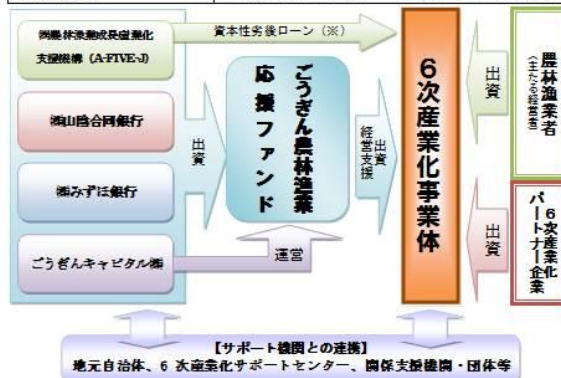 ㈱農林漁業成長産業化
支援機構（A-FIVE-J）
㈱山陰合同銀行
㈱みずほ銀行
ごうぎんキャピタル㈱
資本性劣後ローン（※）
出資
ごうぎん農林漁業
応援ファンド
運営
出資
経営支援
６次産業化事業体
出資
農林漁業者
（主たる経営者）
出資
６次産業化
パートナー企業
【サポート機関との連携】
地元自治体、６次産業化サポートセンター、関係支援機関・団体等